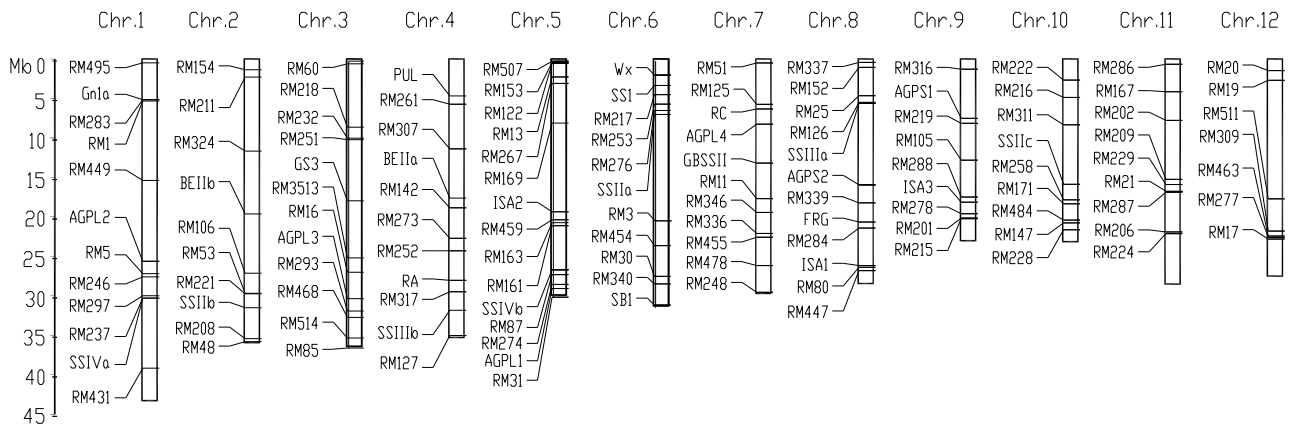 Chr.1 Chr.2 Chr.3 Chr.4 Chr.5 Chr.6 Chr.7 Chr.8 Chr.9 Chr.10 Chr.11 Chr.12
Mb 0
5
10
15
20
25
30
35
40
45
RM495
Gn1a
RM283
RM1
RM449
AGPL2
RM5
RM246
RM297
RM237
SSIVa
RM431
RM154
RM211
RM324
BEIIb
RM106
RM53
RM221
SSIIb
RM208
RM48
RM60
RM218
RM232
RM251
GS3
RM3513
RM16
AGPL3
RM293
RM468
RM514
RM85
PUL
RM261
RM307
BEIIa
RM142
RM273
RM252
RA
RM317
SSIIIb
RM127
RM507
RM153
RM122
RM13
RM267
RM169
ISA2
RM459
RM163
RM161
SSIVb
RM87
RM274
AGPL1
RM31
Wx
SS1
RM217
RM253
RM276
SSIIa
RM3
RM454
RM30
RM340
SB1
RM51
RM125
RC
AGPL4
GBSSII
RM11
RM346
RM336
RM455
RM478
RM248
RM337
RM152
RM25
RM126
SSIIIa
AGPS2
RM339
FRG
RM284
ISA1
RM80
RM447
RM316
AGPS1
RM219
RM105
RM288
ISA3
RM278
RM201
RM215
RM222
RM216
RM311
SSIIc
RM258
RM171
RM484
RM147
RM228
RM286
RM167
RM202
RM209
RM229
RM21
RM287
RM206
RM224
RM20
RM19
RM511
RM309
RM463
RM277
RM17